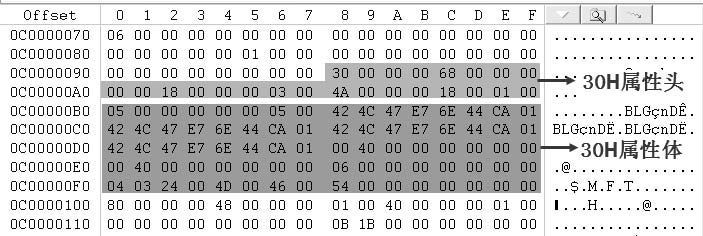 Offset 0 1 2 3 4 5 6 7 8 9 A B C D E F
0C0000070 06 00 00 00 00 00 00 00 00 00 00 00 00 00 00 00 ................
0C0000080 00 00 00 00 00 01 00 00 00 00 00 00 00 00 00 00 ................
0C0000090 00 00 00 00 00 00 00 00 30 00 00 00 68 00 00 00
0C00000A0 00 00 18 00 00 00 03 00 4A 00 00 00 18 00 01 00
30H属性头
0C00000B0 05 00 00 00 00 00 05 00 42 4C 47 E7 6E 44 CA 01 ........BLGçnDÊ.
0C00000C0 42 4C 47 E7 6E 44 CA 01 42 4C 47 E7 6E 44 CA 01 BLGçnDË.BLGçnDË.
0C00000D0 42 4C 47 E7 6E 44 CA 01 00 40 00 00 00 00 00 00
30H属性体
0C00000E0 00 40 00 00 00 00 00 00 06 00 00 00 00 00 00 00 .@..............
0C00000F0 04 03 24 00 4D 00 46 00 54 00 00 00 00 00 00 00 ..$.M.F.T.......
0C0000100 80 00 00 00 48 00 00 00 01 00 40 00 00 00 01 00 ...H.....@.....
0C0000110 00 00 00 00 00 00 00 00 0B 1B 00 00 00 00 00 00